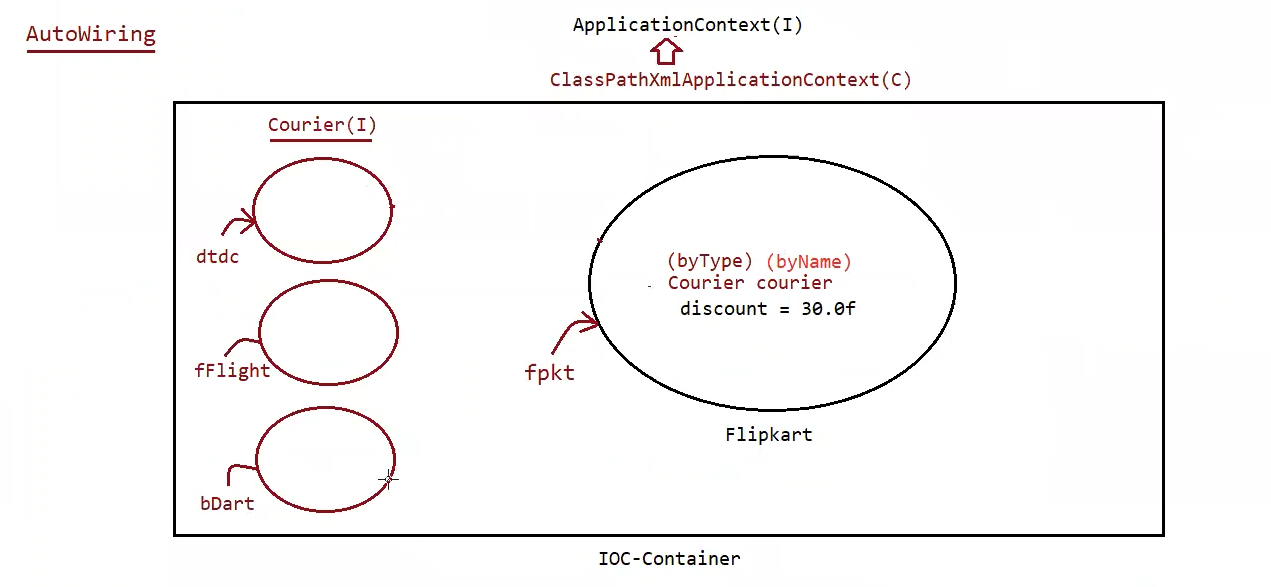 AutoWiring
ApplicationContext(I)
ClassPathXmlApplicationContext(C)
Courier(I)
dtdc
fFlight
bDart
(byType) (byName)
Courier courier
discount = 30.0f
fpkt
Flipkart
IOC-Container